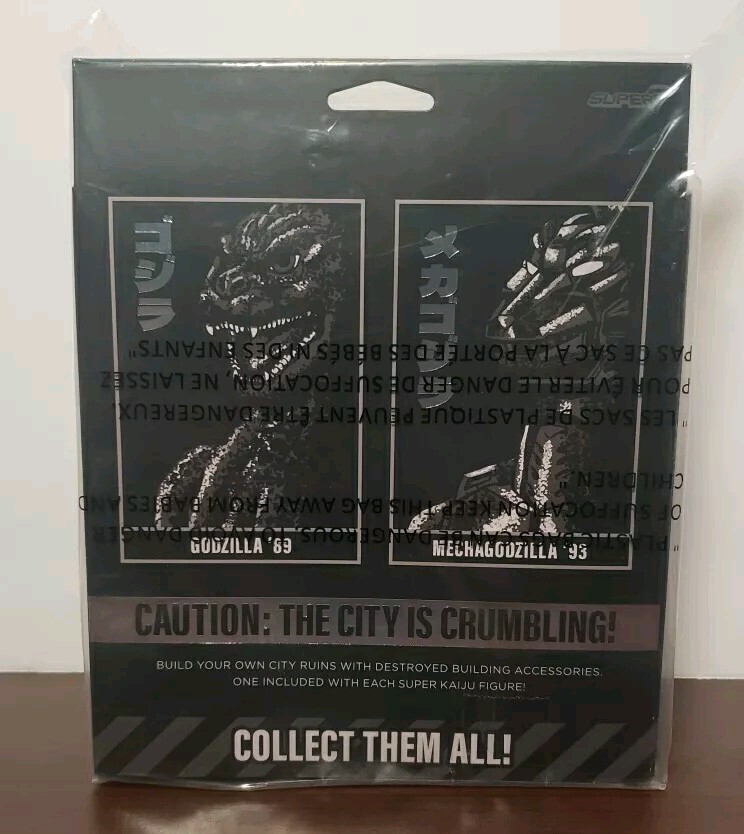 SUPER7
ゴジラ
メカゴジラ
GODZILLA '89
MECHAGODZILLA '93
CAUTION: THE CITY IS CRUMBLING!
BUILD YOUR OWN CITY RUINS WITH DESTROYED BUILDING ACCESSORIES.
ONE INCLUDED WITH EACH SUPER KAIJU FIGURE!
COLLECT THEM ALL!
"PLASTIC BAGS CAN BE DANGEROUS. TO AVOID DANGER
OF SUFFOCATION KEEP THIS BAG AWAY FROM BABIES AND
CHILDREN."
"LES SACS DE PLASTIQUE PEUVENT ÊTRE DANGEREUX.
POUR ÉVITER LE DANGER DE SUFFOCATION, NE LAISSEZ
PAS CE SAC À LA PORTÉE DES BÉBÉS NI DES ENFANTS"